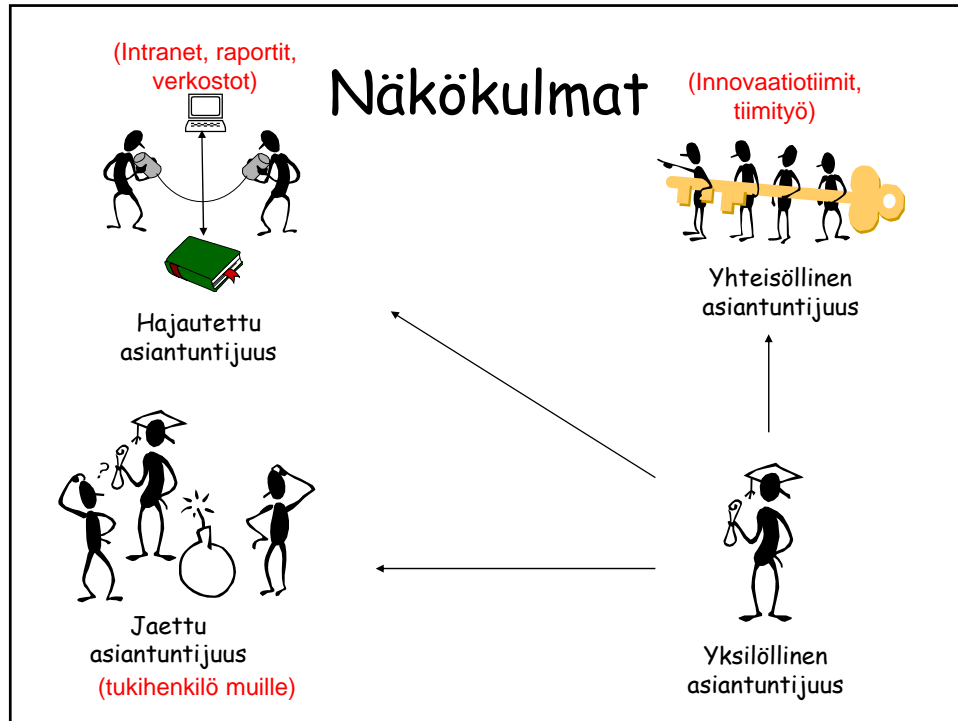 Näkökulmat
(Intranet, raportit,
verkostot)
Hajautettu
asiantuntijuus
(Innovaatiotiimit,
tiimityö)
Yhteisöllinen
asiantuntijuus
?
Jaettu
asiantuntijuus
(tukihenkilö muille)
Yksilöllinen
asiantuntijuus